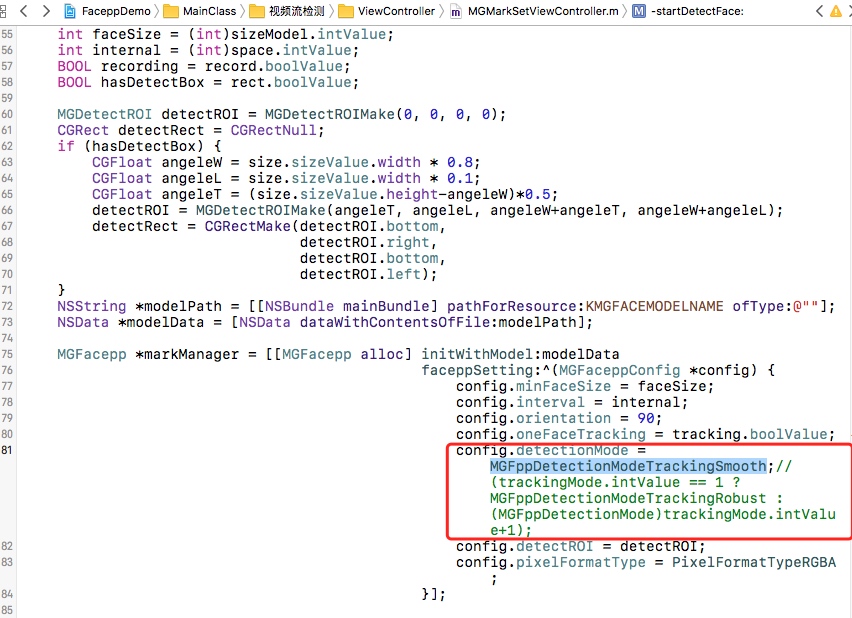 FaceppDemo 〉 MainClass 〉 视频流检测 〉 ViewController 〉 m MGMarkSetViewController.m 〉 M -startDetectFace:
55 int faceSize = (int)sizeModel.intValue;
56 int internal = (int)space.intValue;
57 BOOL recording = record.boolValue;
58 BOOL hasDetectBox = rect.boolValue;
59
60 MGDetectROI detectROI = MGDetectROIMake(0, 0, 0, 0);
61 CGRect detectRect = CGRectNull;
62 if (hasDetectBox) {
63 CGFloat angeleW = size.sizeValue.width * 0.8;
64 CGFloat angeleL = size.sizeValue.width * 0.1;
65 CGFloat angeleT = (size.sizeValue.height-angeleW)*0.5;
66 detectROI = MGDetectROIMake(angeleT, angeleL, angeleW+angeleT, angeleW+angeleL);
67 detectRect = CGRectMake(detectROI.bottom,
68 detectROI.right,
69 detectROI.bottom,
70 detectROI.left);
71 }
72 NSString *modelPath = [[NSBundle mainBundle] pathForResource:KMGFACEMODELNAME ofType:@""];
73 NSData *modelData = [NSData dataWithContentsOfFile:modelPath];
74
75 MGFacepp *markManager = [[MGFacepp alloc] initWithModel:modelData
76 faceppSetting:^(MGFaceppConfig *config) {
77 config.minFaceSize = faceSize;
78 config.interval = internal;
79 config.orientation = 90;
80 config.oneFaceTracking = tracking.boolValue;
81 config.detectionMode =
MGFppDetectionModeTrackingSmooth;//
(trackingMode.intValue == 1 ?
MGFppDetectionModeTrackingRobust :
(MGFppDetectionMode)trackingMode.intValu
e+1);
82 config.detectROI = detectROI;
83 config.pixelFormatType = PixelFormatTypeRGBA
;
84 }];
85